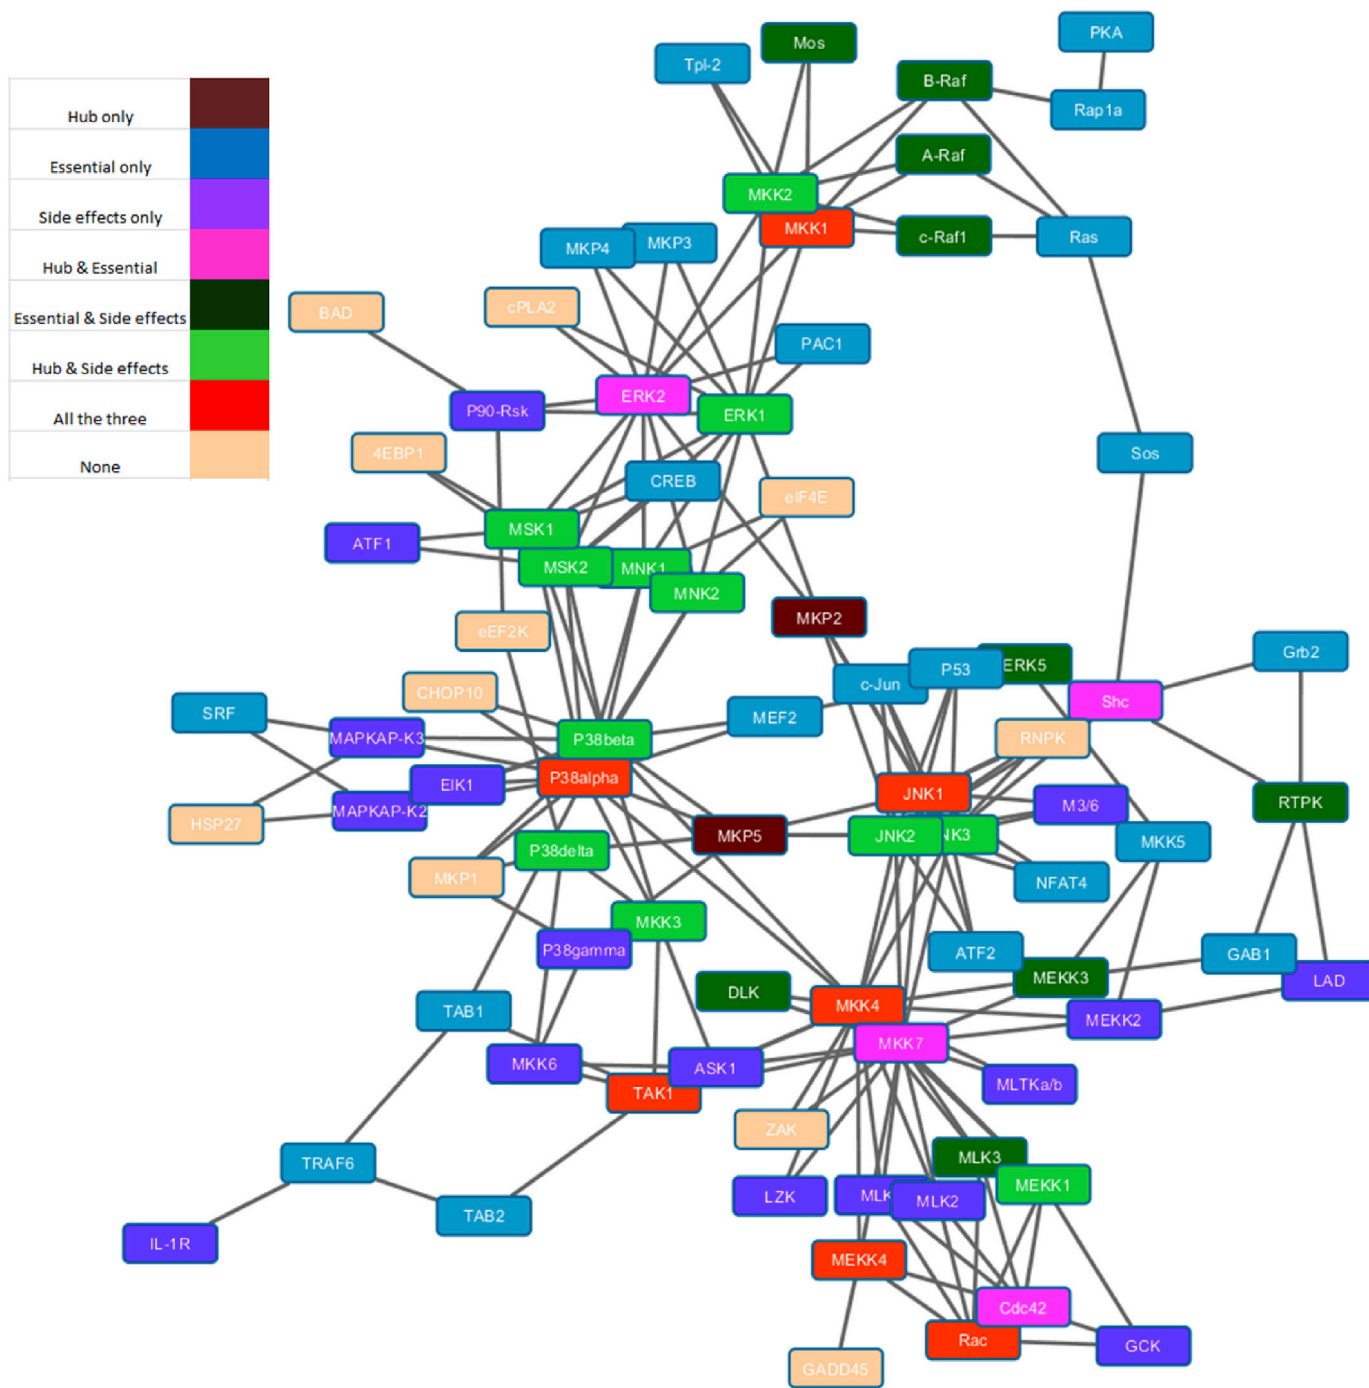 Hub only
Essential only
Side effects only
Hub & Essential
Essential & Side effects
Hub & Side effects
All the three
None
PKA
Mos
Tpl-2
B-Raf
Rap1a
A-Raf
MKK2
MKK1
c-Raf1
Ras
MKP4
MKP3
BAD
cPLA2
PAC1
ERK2
P90-Rsk
ERK1
4EBP1
Sos
CREB
eIF4E
MSK1
ATF1
MSK2
MNK1
MNK2
MKP2
eEF2K
Grb2
P53
ERK5
c-Jun
CHOP10
Shc
SRF
MEF2
MAPKAP-K3
P38beta
RNPK
P38alpha
EIK1
JNK1
M3/6
RTPK
MAPKAP-K2
HSP27
MKP5
JNK2
NK3
MKK5
P38delta
MKP1
NFAT4
MKK3
P38gamma
ATF2
GAB1
MEKK3
LAD
DLK
MKK4
TAB1
MEKK2
MKK7
MKK6
ASK1
MLTKa/b
TAK1
ZAK
MLK3
TRAF6
MEKK1
LZK
MLK
MLK2
TAB2
IL-1R
MEKK4
Cdc42
Rac
GCK
GADD45